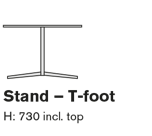 Stand – T-foot
H: 730 incl. top